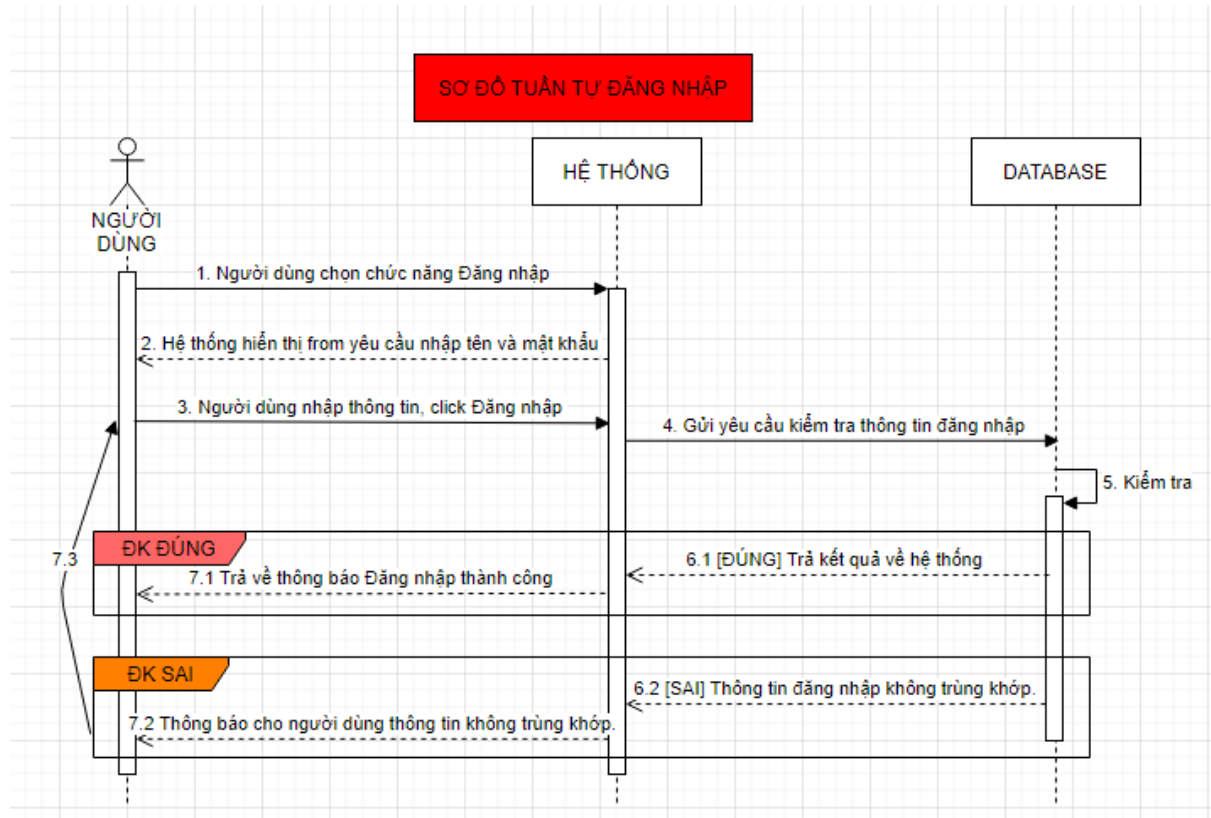 SƠ ĐỒ TUẦN TỰ ĐĂNG NHẬP
HỆ THỐNG
DATABASE
NGƯỜI
DÙNG
1. Người dùng chọn chức năng Đăng nhập
2. Hệ thống hiển thị from yêu cầu nhập tên và mật khẩu
3. Người dùng nhập thông tin, click Đăng nhập
4. Gửi yêu cầu kiểm tra thông tin đăng nhập
5. Kiểm tra
ĐK ĐÚNG
6.1 [ĐÚNG] Trả kết quả về hệ thống
7.3
7.1 Trả về thông báo Đăng nhập thành công
ĐK SAI
6.2 [SAI] Thông tin đăng nhập không trùng khớp.
7.2 Thông báo cho người dùng thông tin không trùng khớp.